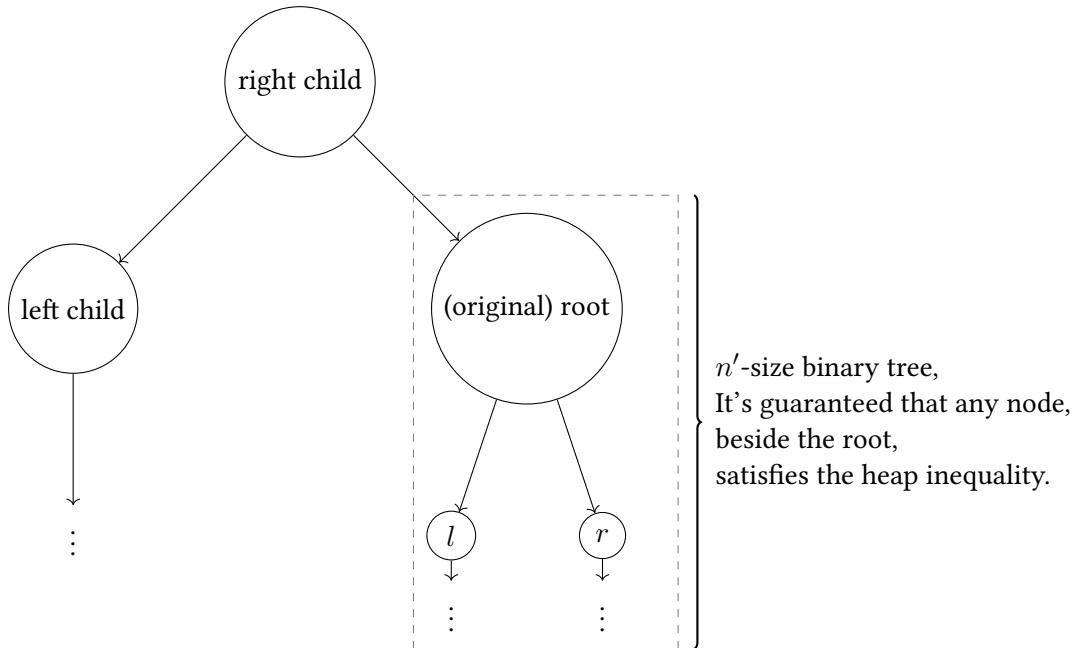 right child
left child
(original) root
n′-size binary tree,
It's guaranteed that any node,
beside the root,
satisfies the heap inequality.
l
r
⋮
⋮
⋮